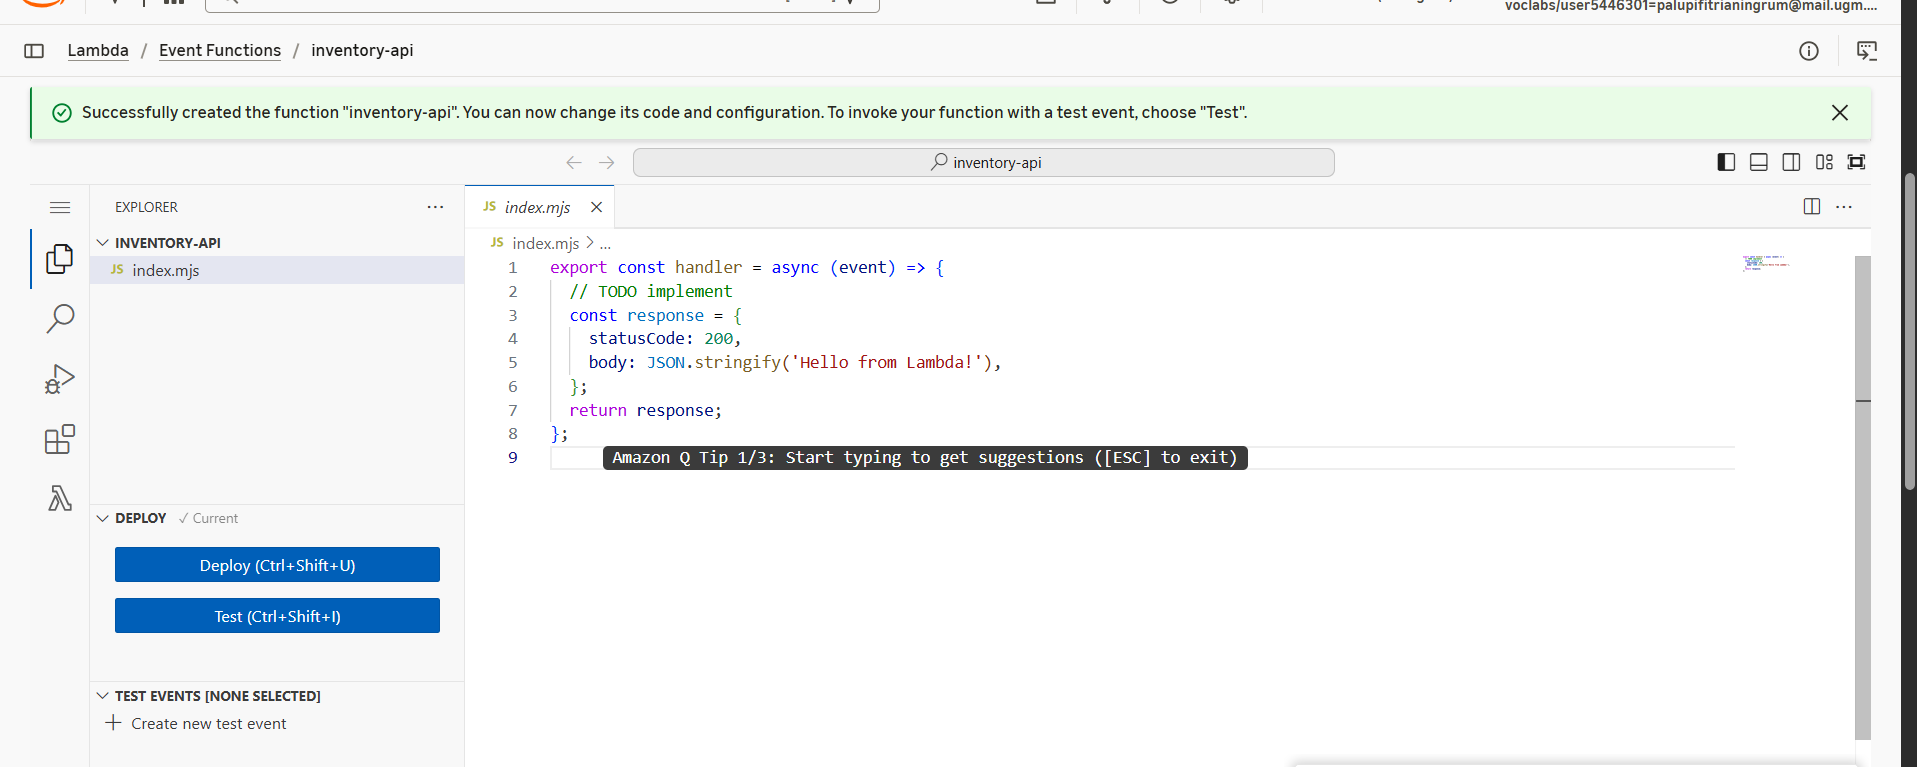 voclabs/user5446301=palupifitrianingrum@mail.ugm....
Lambda / Event Functions / inventory-api
Successfully created the function "inventory-api". You can now change its code and configuration. To invoke your function with a test event, choose "Test".
inventory-api
EXPLORER
INVENTORY-API
JS index.mjs
DEPLOY ✓ Current
Deploy (Ctrl+Shift+U)
Test (Ctrl+Shift+I)
TEST EVENTS [NONE SELECTED]
Create new test event
JS index.mjs
JS index.mjs > ...
1 export const handler = async (event) => {
2 // TODO implement
3 const response = {
4 statusCode: 200,
5 body: JSON.stringify('Hello from Lambda!'),
6 };
7 return response;
8 };
9 Amazon Q Tip 1/3: Start typing to get suggestions ([ESC] to exit)